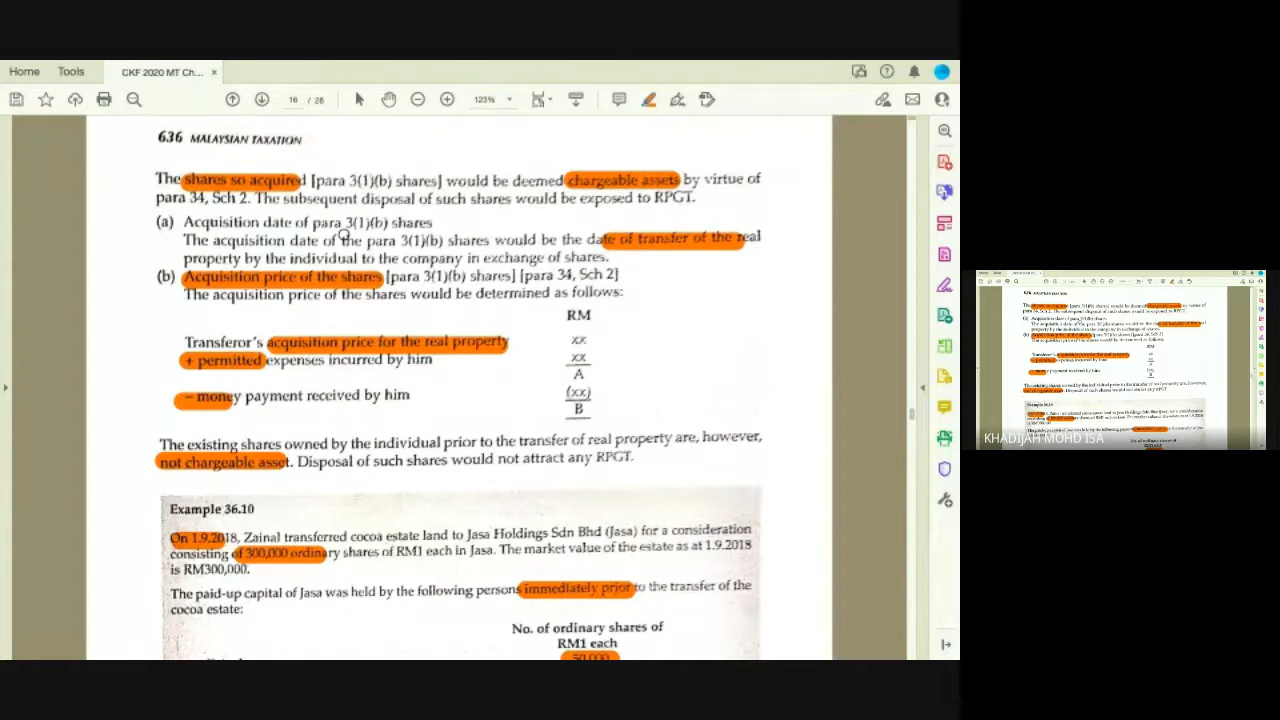 Home Tools CKF 2020 MT Ch... ×
16 / 28 123%
636 MALAYSIAN TAXATION
The shares so acquired [para 3(1)(b) shares] would be deemed chargeable assets by virtue of
para 34, Sch 2. The subsequent disposal of such shares would be exposed to RPGT.
(a) Acquisition date of para 3(1)(b) shares
The acquisition date of the para 3(1)(b) shares would be the date of transfer of the real
property by the individual to the company in exchange of shares.
(b) Acquisition price of the shares [para 3(1)(b) shares] [para 34, Sch 2]
The acquisition price of the shares would be determined as follows:
RM
Transferor's acquisition price for the real property xx
+ permitted expenses incurred by him xx
A
– money payment received by him (xx)
B
The existing shares owned by the individual prior to the transfer of real property are, however,
not chargeable asset. Disposal of such shares would not attract any RPGT.
Example 36.10
On 1.9.2018, Zainal transferred cocoa estate land to Jasa Holdings Sdn Bhd (Jasa) for a consideration
consisting of 300,000 ordinary shares of RM1 each in Jasa. The market value of the estate as at 1.9.2018
is RM300,000.
The paid-up capital of Jasa was held by the following persons immediately prior to the transfer of the
cocoa estate:
No. of ordinary shares of
RM1 each
50,000
KHADIJAH MOHD ISA